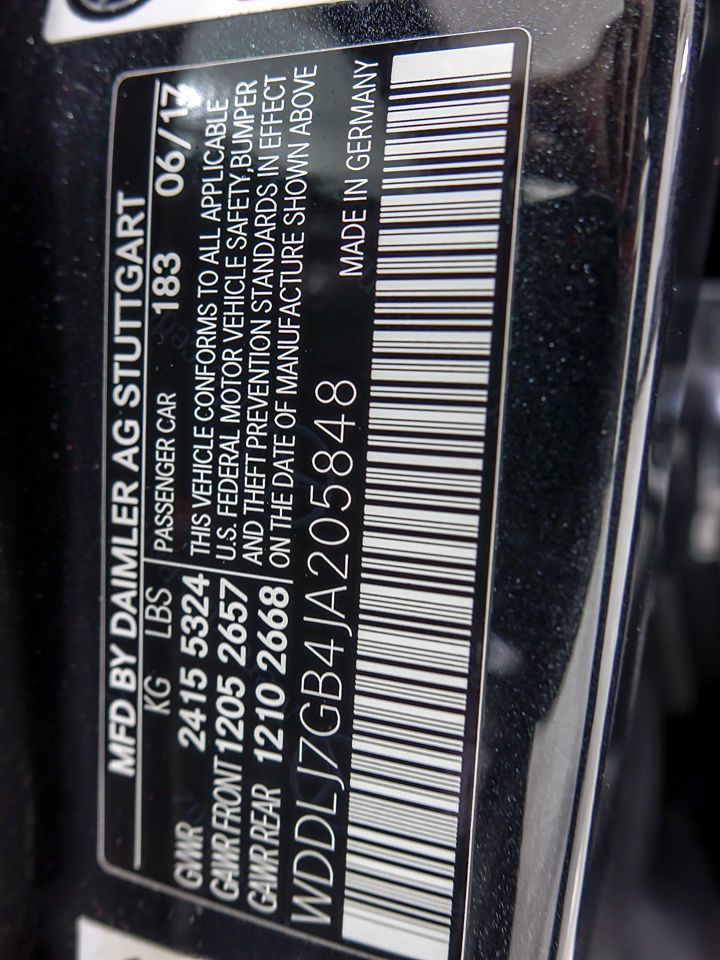 MFD BY DAIMLER AG STUTTGART
KG LBS PASSENGER CAR 183 06/17
GWR 2415 5324 THIS VEHICLE CONFORMS TO ALL APPLICABLE
U.S. FEDERAL MOTOR VEHICLE SAFETY,BUMPER
GAWR FRONT 1205 2657 AND THEFT PREVENTION STANDARDS IN EFFECT
GAWR REAR 1210 2668 ON THE DATE OF MANUFACTURE SHOWN ABOVE
MADE IN GERMANY
WDDLJ7GB4JA205848